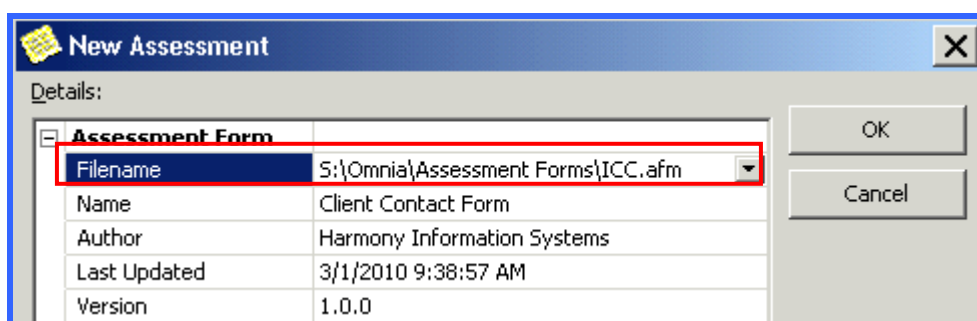 New Assessment
Details:
Assessment Form
OK
Filename S:\Omnia\Assessment Forms\ICC.afm
Name Client Contact Form
Cancel
Author Harmony Information Systems
Last Updated 3/1/2010 9:38:57 AM
Version 1.0.0